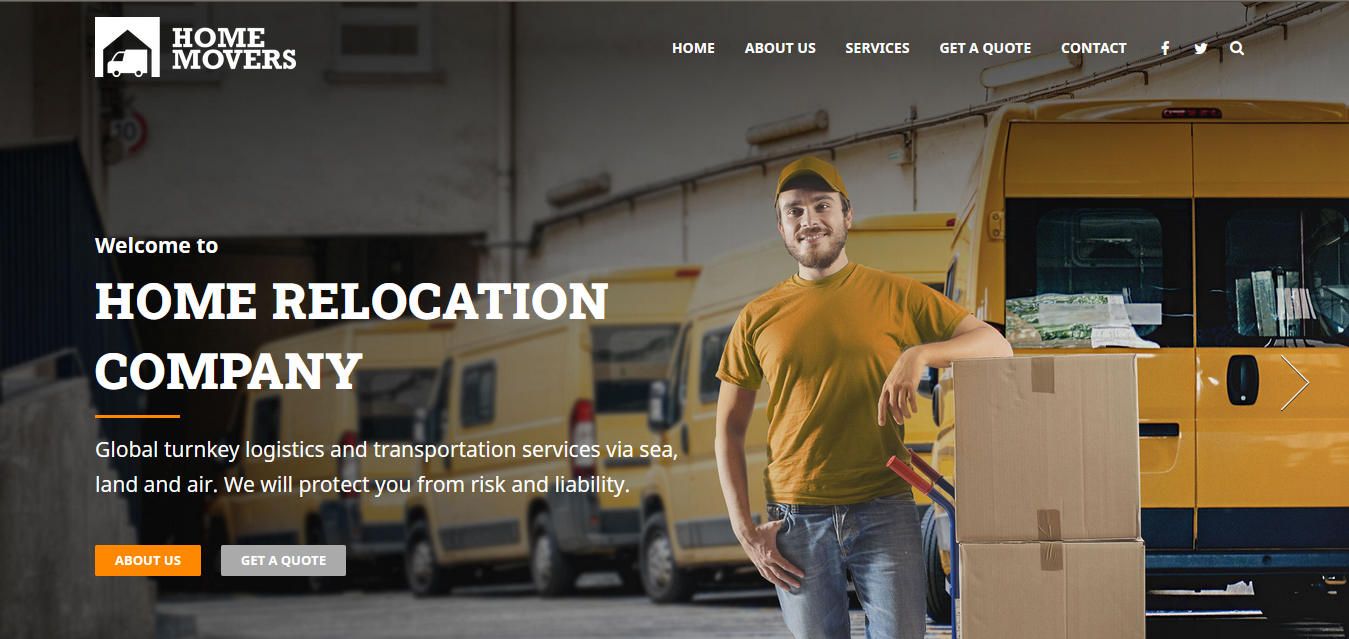 HOME
MOVERS
HOME ABOUT US SERVICES GET A QUOTE CONTACT
Welcome to
HOME RELOCATION
COMPANY
Global turnkey logistics and transportation services via sea,
land and air. We will protect you from risk and liability.
ABOUT US GET A QUOTE